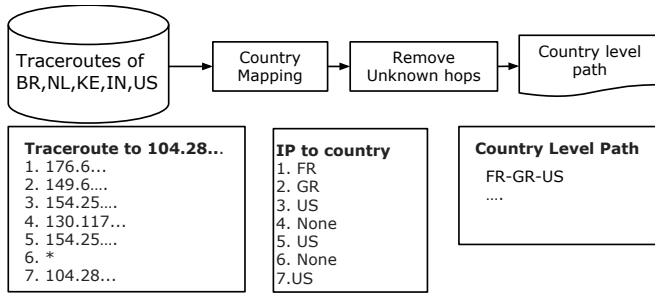 Traceroutes of
BR,NL,KE,IN,US
Country
Mapping
Remove
Unknown hops
Country level
path
Traceroute to 104.28...
1. 176.6...
2. 149.6....
3. 154.25....
4. 130.117...
5. 154.25....
6. *
7. 104.28...
IP to country
1. FR
2. GR
3. US
4. None
5. US
6. None
7.US
Country Level Path
FR-GR-US
....